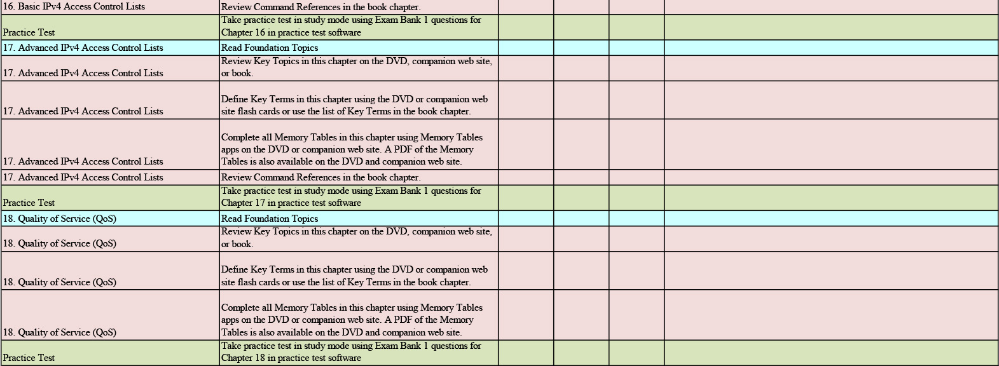 16. Basic IPv4 Access Control Lists
Review Command References in the book chapter.
Practice Test
Take practice test in study mode using Exam Bank 1 questions for
Chapter 16 in practice test software
17. Advanced IPv4 Access Control Lists
Read Foundation Topics
17. Advanced IPv4 Access Control Lists
Review Key Topics in this chapter on the DVD, companion web site,
or book.
17. Advanced IPv4 Access Control Lists
Define Key Terms in this chapter using the DVD or companion web
site flash cards or use the list of Key Terms in the book chapter.
17. Advanced IPv4 Access Control Lists
Complete all Memory Tables in this chapter using Memory Tables
apps on the DVD or companion web site. A PDF of the Memory
Tables is also available on the DVD and companion web site.
17. Advanced IPv4 Access Control Lists
Review Command References in the book chapter.
Practice Test
Take practice test in study mode using Exam Bank 1 questions for
Chapter 17 in practice test software
18. Quality of Service (QoS)
Read Foundation Topics
18. Quality of Service (QoS)
Review Key Topics in this chapter on the DVD, companion web site,
or book.
18. Quality of Service (QoS)
Define Key Terms in this chapter using the DVD or companion web
site flash cards or use the list of Key Terms in the book chapter.
18. Quality of Service (QoS)
Complete all Memory Tables in this chapter using Memory Tables
apps on the DVD or companion web site. A PDF of the Memory
Tables is also available on the DVD and companion web site.
Practice Test
Take practice test in study mode using Exam Bank 1 questions for
Chapter 18 in practice test software